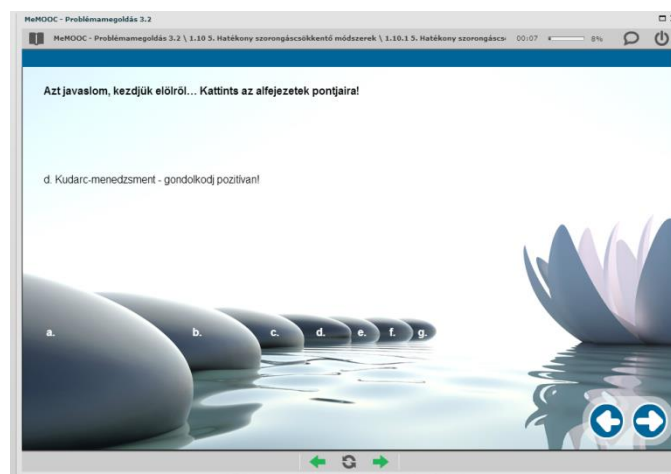 MeMOOC - Problémamegoldás 3.2
MeMOOC - Problémamegoldás 3.2 \ 1.10 5. Hatékony szorongáscsökkentő módszerek \ 1.10.1 5. Hatékony szorongáscs 00:07 8%
Azt javaslom, kezdjük elölről... Kattints az alfejezetek pontjaira!
d. Kudarc-menedzsment - gondolkodj pozitívan!
a. b. c. d. e. f. g.